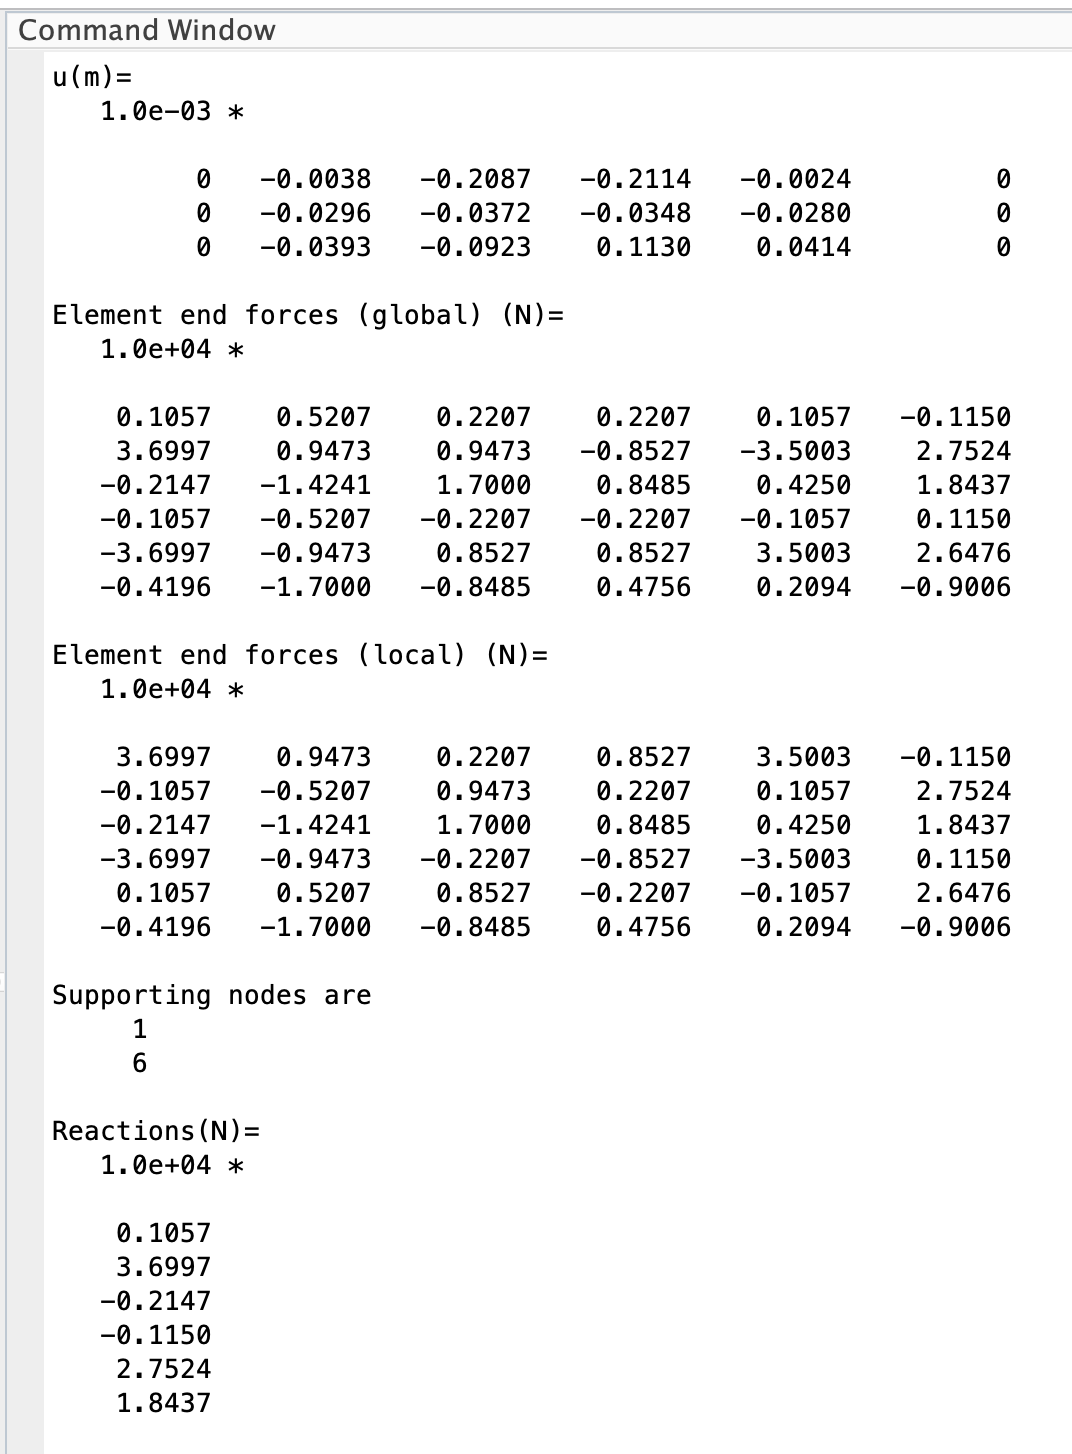 Command Window
u(m)=
1.0e-03 *
0 -0.0038 -0.2087 -0.2114 -0.0024 0
0 -0.0296 -0.0372 -0.0348 -0.0280 0
0 -0.0393 -0.0923 0.1130 0.0414 0
Element end forces (global) (N)=
1.0e+04 *
0.1057 0.5207 0.2207 0.2207 0.1057 -0.1150
3.6997 0.9473 0.9473 -0.8527 -3.5003 2.7524
-0.2147 -1.4241 1.7000 0.8485 0.4250 1.8437
-0.1057 -0.5207 -0.2207 -0.2207 -0.1057 0.1150
-3.6997 -0.9473 0.8527 0.8527 3.5003 2.6476
-0.4196 -1.7000 -0.8485 0.4756 0.2094 -0.9006
Element end forces (local) (N)=
1.0e+04 *
3.6997 0.9473 0.2207 0.8527 3.5003 -0.1150
-0.1057 -0.5207 0.9473 0.2207 0.1057 2.7524
-0.2147 -1.4241 1.7000 0.8485 0.4250 1.8437
-3.6997 -0.9473 -0.2207 -0.8527 -3.5003 0.1150
0.1057 0.5207 0.8527 -0.2207 -0.1057 2.6476
-0.4196 -1.7000 -0.8485 0.4756 0.2094 -0.9006
Supporting nodes are
1
6
Reactions(N)=
1.0e+04 *
0.1057
3.6997
-0.2147
-0.1150
2.7524
1.8437